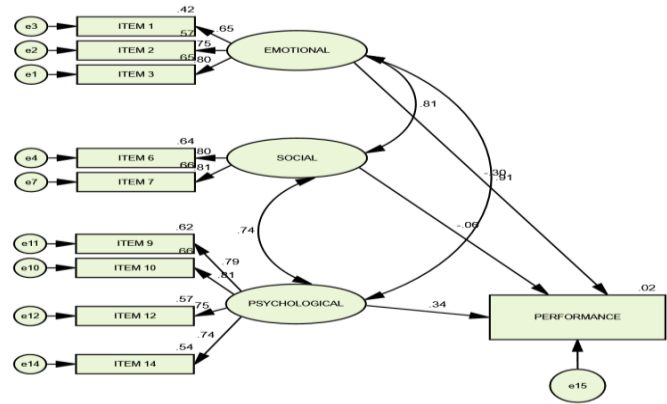 .42
e3 ITEM 1 .65
.57
e2 ITEM 2 .75 EMOTIONAL
.65 .80
e1 ITEM 3
.81
.64
e4 ITEM 6 .80 SOCIAL
.66 .81
e7 ITEM 7
-.30
.91
-.06
.74
.62
e11 ITEM 9 .79
.66
e10 ITEM 10 .81
.57
e12 ITEM 12 .75 PSYCHOLOGICAL .34
.74
.54
e14 ITEM 14
.02
PERFORMANCE
e15